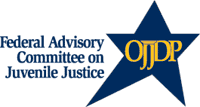 Federal Advisory
Committee on
Juvenile Justice
OJJDP